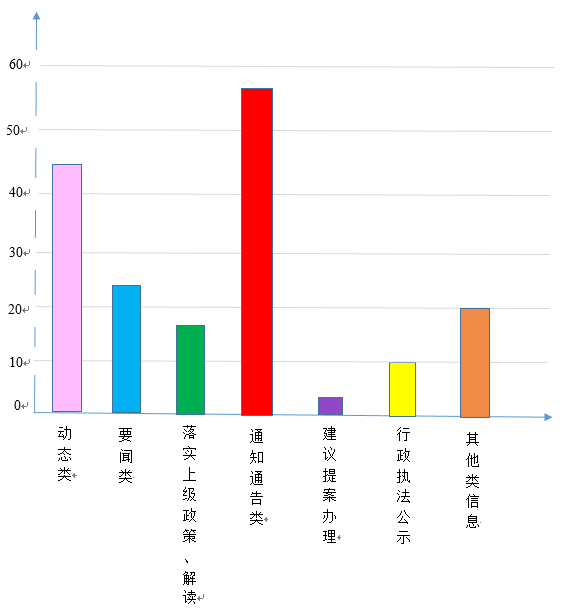 60
50
40
30
20
10
0
动态类
要闻类
落实上级政策、解读
通知通告类
建议提案办理
行政执法公示
其他类信息